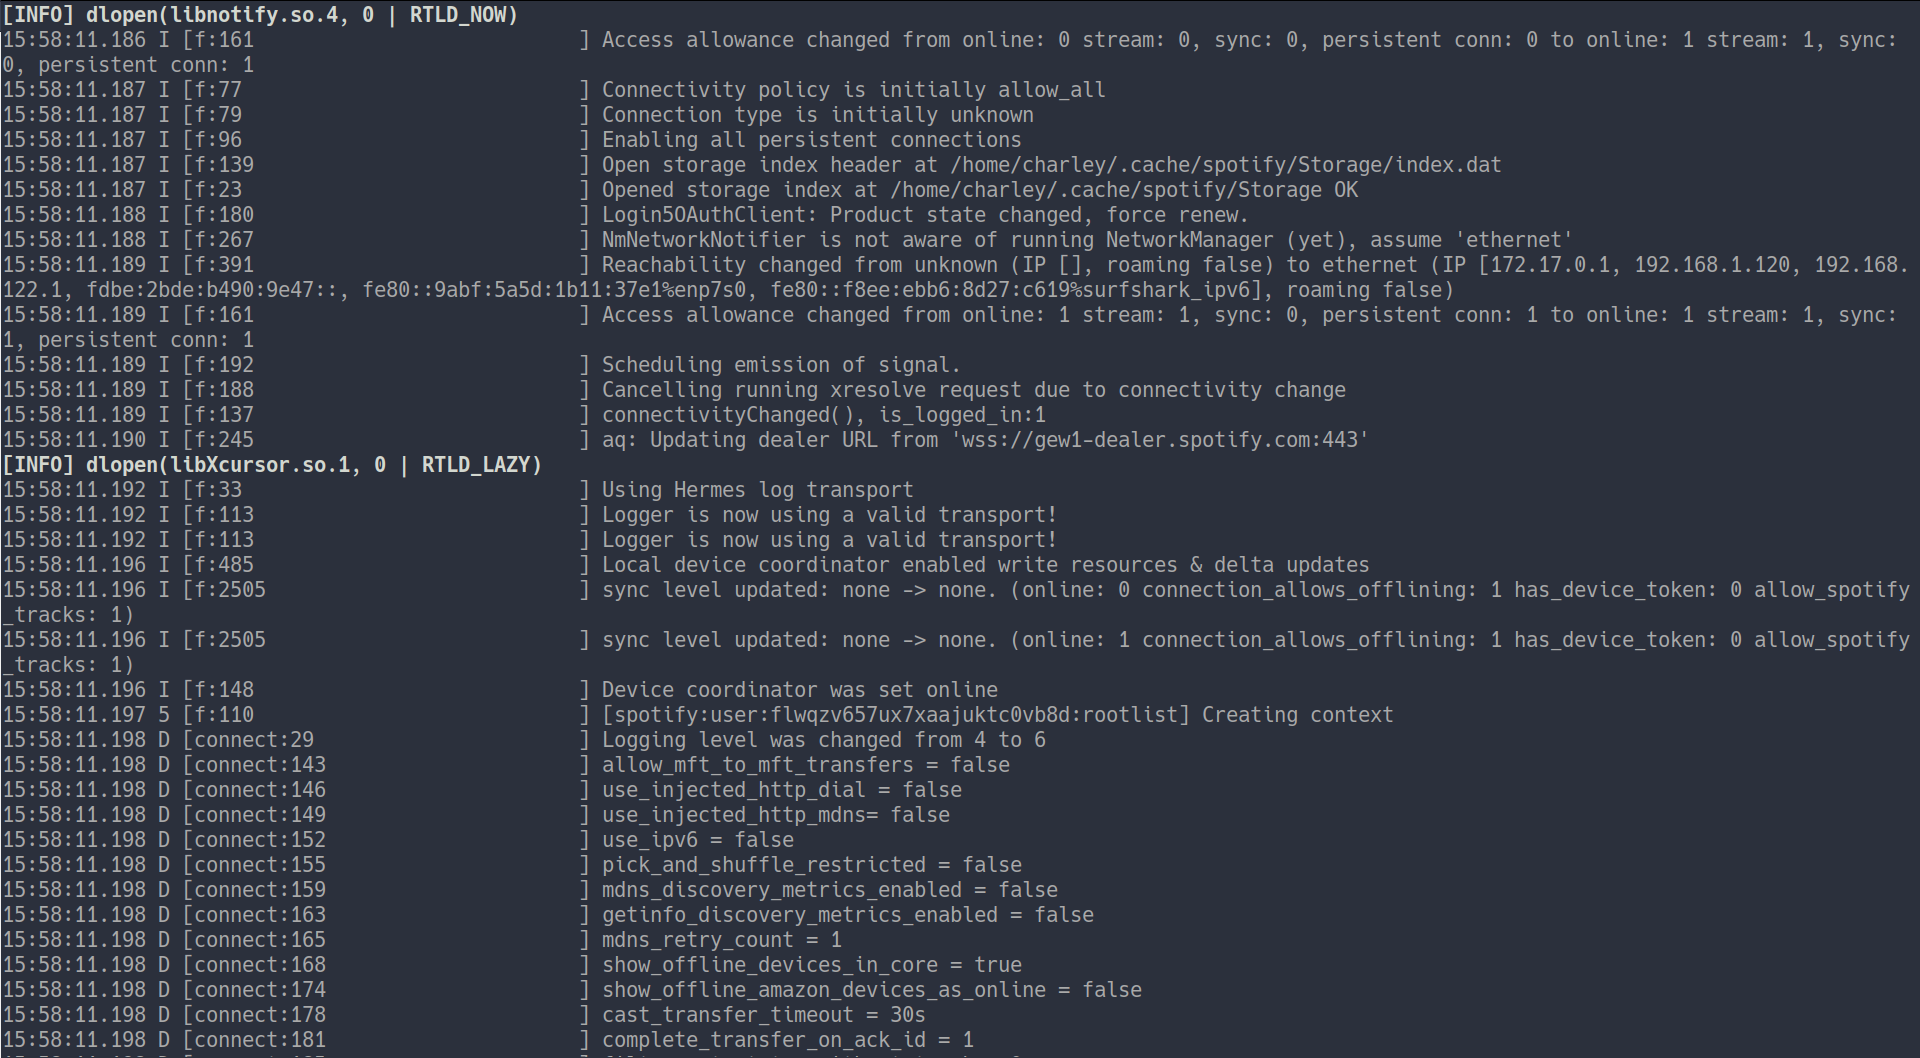 [INFO] dlopen(libnotify.so.4, 0 | RTLD_NOW)
15:58:11.186 I [f:161                           ] Access allowance changed from online: 0 stream: 0, sync: 0, persistent conn: 0 to online: 1 stream: 1, sync:
0, persistent conn: 1
15:58:11.187 I [f:77                            ] Connectivity policy is initially allow_all
15:58:11.187 I [f:79                            ] Connection type is initially unknown
15:58:11.187 I [f:96                            ] Enabling all persistent connections
15:58:11.187 I [f:139                           ] Open storage index header at /home/charley/.cache/spotify/Storage/index.dat
15:58:11.187 I [f:23                            ] Opened storage index at /home/charley/.cache/spotify/Storage OK
15:58:11.188 I [f:180                           ] Login5OAuthClient: Product state changed, force renew.
15:58:11.188 I [f:267                           ] NmNetworkNotifier is not aware of running NetworkManager (yet), assume 'ethernet'
15:58:11.189 I [f:391                           ] Reachability changed from unknown (IP [], roaming false) to ethernet (IP [172.17.0.1, 192.168.1.120, 192.168.
122.1, fdbe:2bde:b490:9e47::, fe80::9abf:5a5d:1b11:37e1%enp7s0, fe80::f8ee:ebb6:8d27:c619%surfshark_ipv6], roaming false)
15:58:11.189 I [f:161                           ] Access allowance changed from online: 1 stream: 1, sync: 0, persistent conn: 1 to online: 1 stream: 1, sync:
1, persistent conn: 1
15:58:11.189 I [f:192                           ] Scheduling emission of signal.
15:58:11.189 I [f:188                           ] Cancelling running xresolve request due to connectivity change
15:58:11.189 I [f:137                           ] connectivityChanged(), is_logged_in:1
15:58:11.190 I [f:245                           ] aq: Updating dealer URL from 'wss://gew1-dealer.spotify.com:443'
[INFO] dlopen(libXcursor.so.1, 0 | RTLD_LAZY)
15:58:11.192 I [f:33                            ] Using Hermes log transport
15:58:11.192 I [f:113                           ] Logger is now using a valid transport!
15:58:11.192 I [f:113                           ] Logger is now using a valid transport!
15:58:11.196 I [f:485                           ] Local device coordinator enabled write resources & delta updates
15:58:11.196 I [f:2505                          ] sync level updated: none -> none. (online: 0 connection_allows_offlining: 1 has_device_token: 0 allow_spotify
_tracks: 1)
15:58:11.196 I [f:2505                          ] sync level updated: none -> none. (online: 1 connection_allows_offlining: 1 has_device_token: 0 allow_spotify
_tracks: 1)
15:58:11.196 I [f:148                           ] Device coordinator was set online
15:58:11.197 5 [f:110                           ] [spotify:user:flwqzv657ux7xaajuktc0vb8d:rootlist] Creating context
15:58:11.198 D [connect:29                      ] Logging level was changed from 4 to 6
15:58:11.198 D [connect:143                     ] allow_mft_to_mft_transfers = false
15:58:11.198 D [connect:146                     ] use_injected_http_dial = false
15:58:11.198 D [connect:149                     ] use_injected_http_mdns= false
15:58:11.198 D [connect:152                     ] use_ipv6 = false
15:58:11.198 D [connect:155                     ] pick_and_shuffle_restricted = false
15:58:11.198 D [connect:159                     ] mdns_discovery_metrics_enabled = false
15:58:11.198 D [connect:163                     ] getinfo_discovery_metrics_enabled = false
15:58:11.198 D [connect:165                     ] mdns_retry_count = 1
15:58:11.198 D [connect:168                     ] show_offline_devices_in_core = true
15:58:11.198 D [connect:174                     ] show_offline_amazon_devices_as_online = false
15:58:11.198 D [connect:178                     ] cast_transfer_timeout = 30s
15:58:11.198 D [connect:181                     ] complete_transfer_on_ack_id = 1